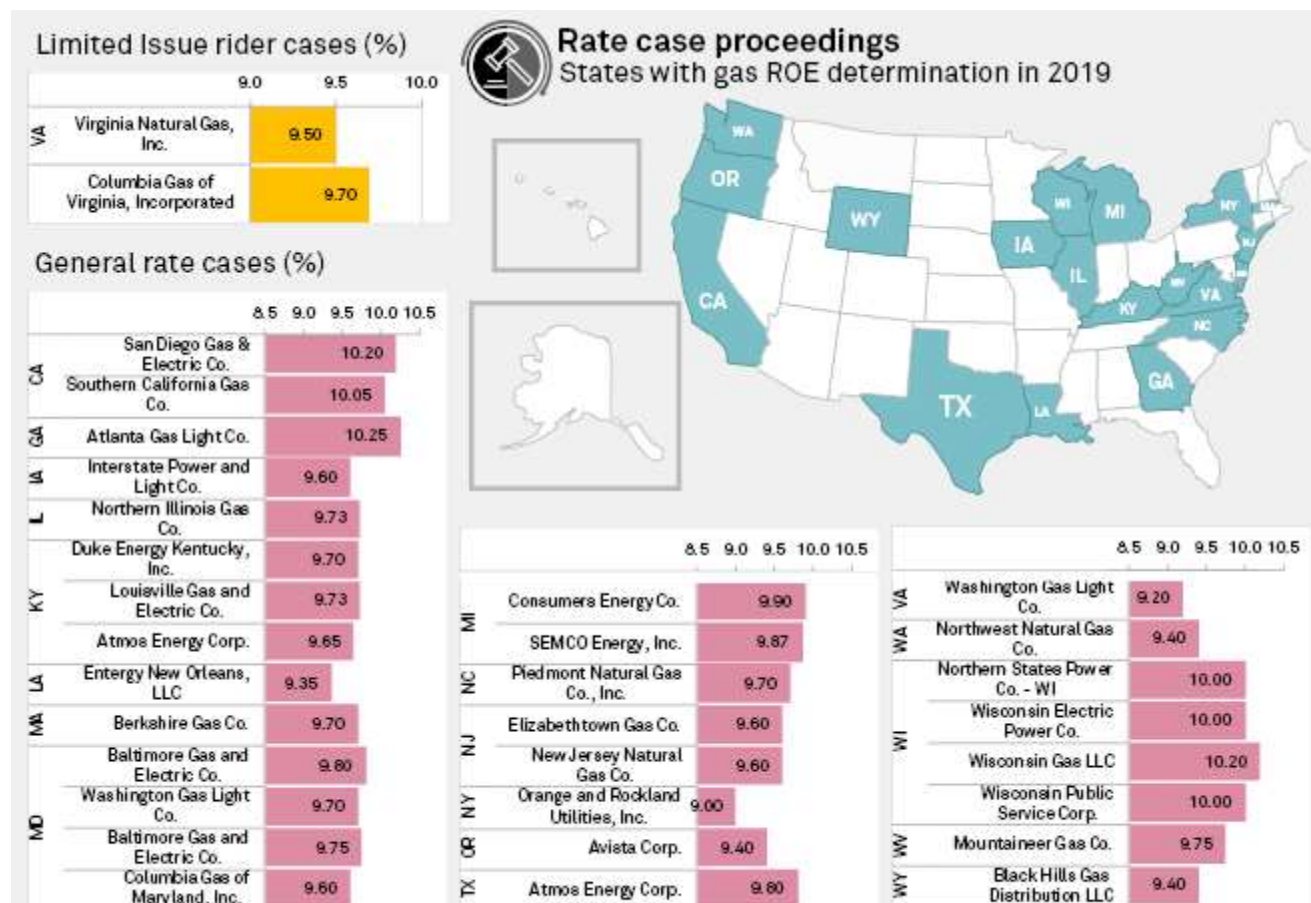 Limited Issue rider cases (%)
9.0 9.5 10.0
VA
Virginia Natural Gas,
Inc.
9.50
Columbia Gas of
Virginia, Incorporated
9.70
General rate cases (%)
8.5 9.0 9.5 10.0 10.5
CA
San Diego Gas &
Electric Co.
10.20
Southern California Gas
Co.
10.05
GA
Atlanta Gas Light Co.
10.25
IA
Interstate Power and
Light Co.
9.60
IL
Northern Illinois Gas
Co.
9.73
KY
Duke Energy Kentucky,
Inc.
9.70
Louisville Gas and
Electric Co.
9.73
Atmos Energy Corp.
9.65
LA
Entergy New Orleans,
LLC
9.35
MA
Berkshire Gas Co.
9.70
MD
Baltimore Gas and
Electric Co.
9.80
Washington Gas Light
Co.
9.70
Baltimore Gas and
Electric Co.
9.75
Columbia Gas of
Maryland, Inc.
9.60
Rate case proceedings
States with gas ROE determination in 2019
WA
OR
CA
WY
TX
LA
IA
WI
IL
MI
KY
WV
VA
NC
GA
NY
NJ
8.5 9.0 9.5 10.0 10.5
MI
Consumers Energy Co.
9.90
SEMCO Energy, Inc.
9.87
NC
Piedmont Natural Gas
Co., Inc.
9.70
NJ
Elizabethtown Gas Co.
9.60
New Jersey Natural
Gas Co.
9.60
NY
Orange and Rockland
Utilities, Inc.
9.00
OR
Avista Corp.
9.40
TX
Atmos Energy Corp.
9.80
8.5 9.0 9.5 10.0 10.5
VA
Washington Gas Light
Co.
9.20
WA
Northwest Natural Gas
Co.
9.40
WI
Northern States Power
Co. - WI
10.00
Wisconsin Electric
Power Co.
10.00
Wisconsin Gas LLC
10.20
Wisconsin Public
Service Corp.
10.00
WV
Mountaineer Gas Co.
9.75
WY
Black Hills Gas
Distribution LLC
9.40